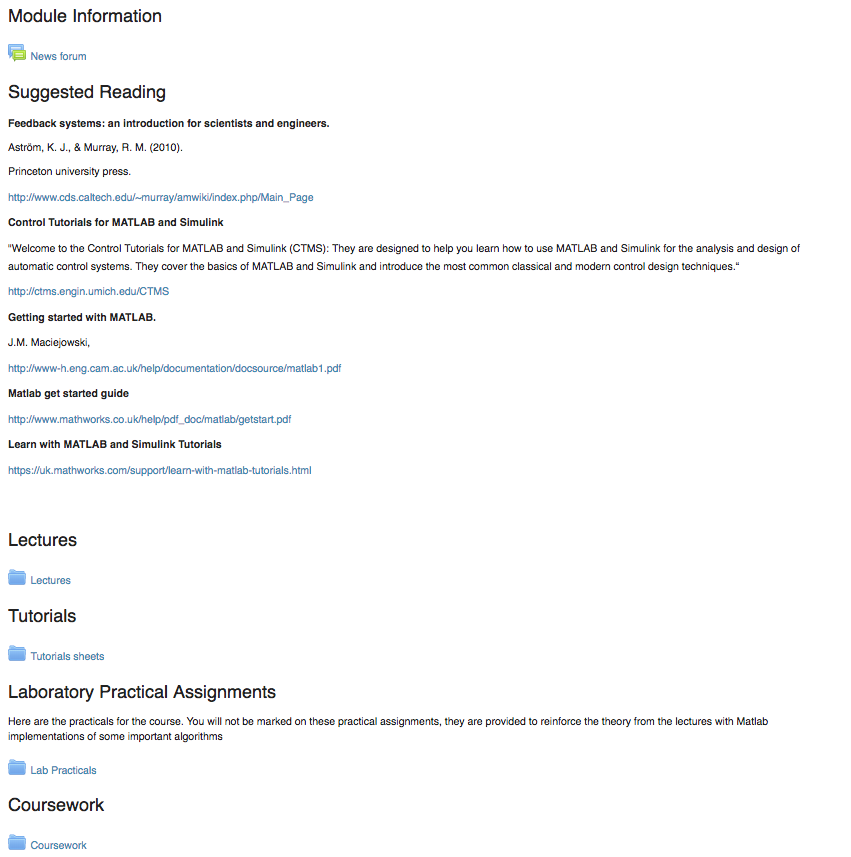 Module Information
News forum
Suggested Reading
Feedback systems: an introduction for scientists and engineers.
Aström, K. J., & Murray, R. M. (2010).
Princeton university press.
http://www.cds.caltech.edu/~murray/amwiki/index.php/Main_Page
Control Tutorials for MATLAB and Simulink
"Welcome to the Control Tutorials for MATLAB and Simulink (CTMS): They are designed to help you learn how to use MATLAB and Simulink for the analysis and design of
automatic control systems. They cover the basics of MATLAB and Simulink and introduce the most common classical and modern control design techniques."
http://ctms.engin.umich.edu/CTMS
Getting started with MATLAB.
J.M. Maciejowski,
http://www-h.eng.cam.ac.uk/help/documentation/docsource/matlab1.pdf
Matlab get started guide
http://www.mathworks.co.uk/help/pdf_doc/matlab/getstart.pdf
Learn with MATLAB and Simulink Tutorials
https://uk.mathworks.com/support/learn-with-matlab-tutorials.html
Lectures
Lectures
Tutorials
Tutorials sheets
Laboratory Practical Assignments
Here are the practicals for the course. You will not be marked on these practical assignments, they are provided to reinforce the theory from the lectures with Matlab
implementations of some important algorithms
Lab Practicals
Coursework
Coursework